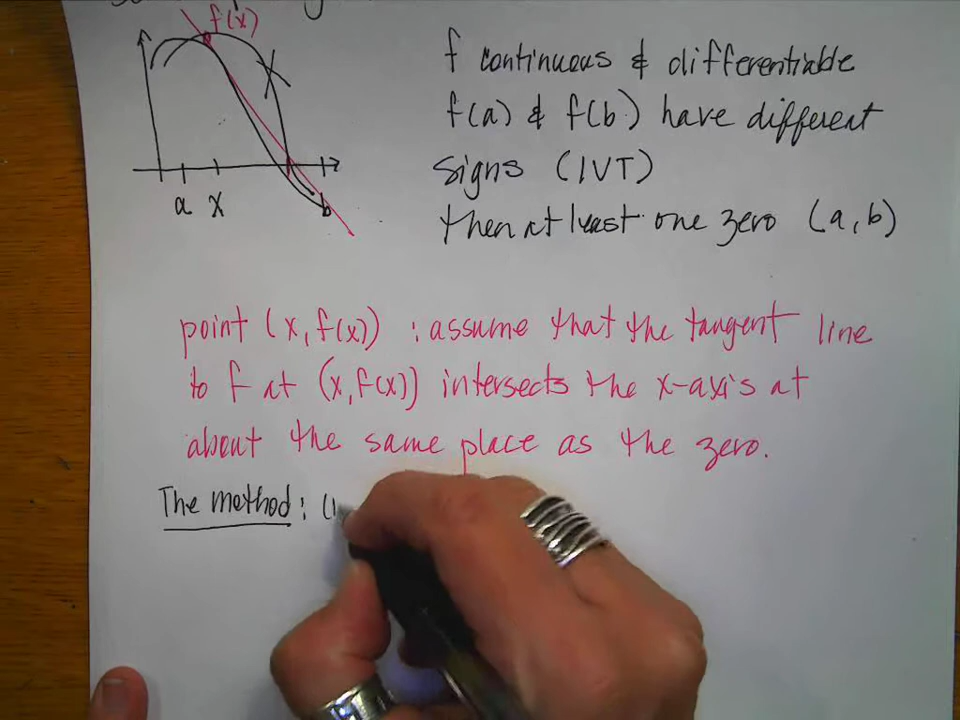 f(x)
a x b
f continuous & differentiable
f(a) & f(b) have different
signs (IVT)
then at least one zero (a,b)
point (x, f(x)) : assume that the tangent line
to f at (x, f(x)) intersects the x-axis at
about the same place as the zero.
The method: (1